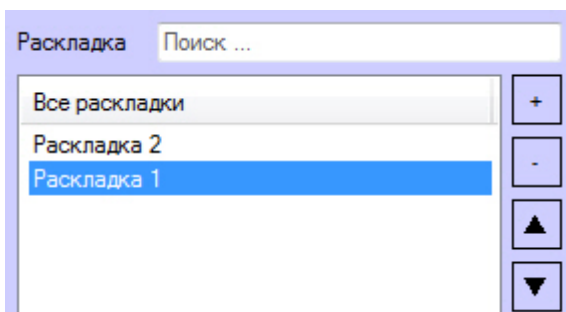 Раскладка Поиск ...
Все раскладки +
Раскладка 2
Раскладка 1 -
▲
▼